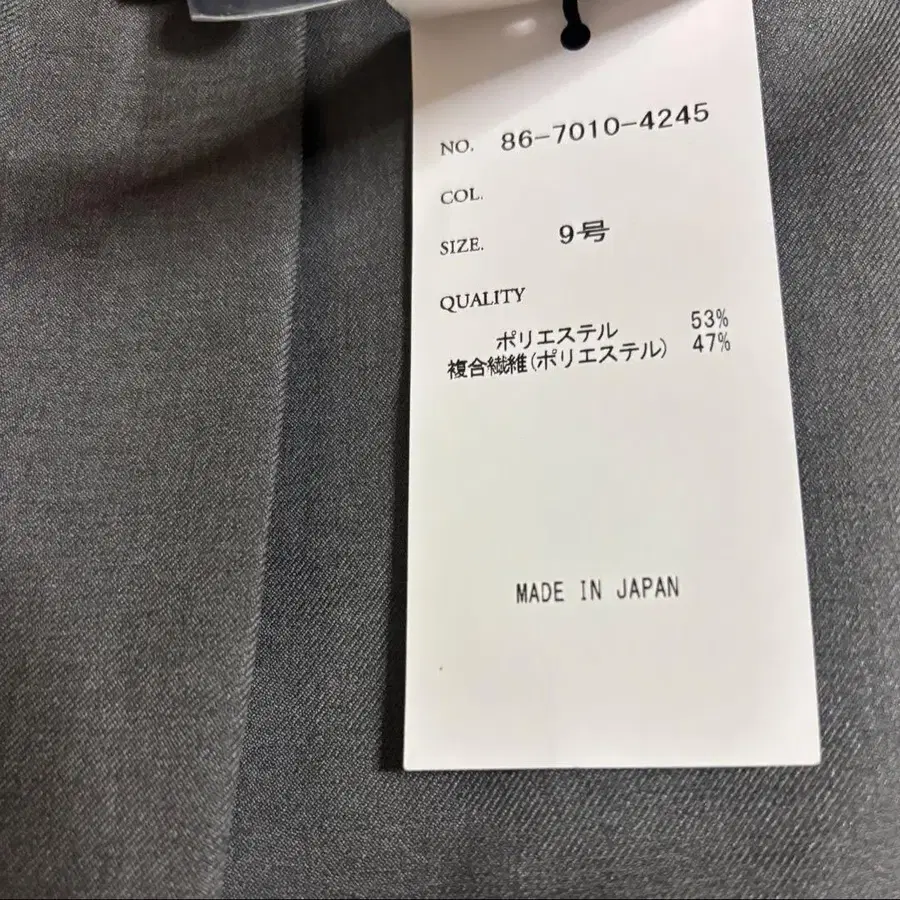 NO. 86-7010-4245
COL.
SIZE. 9号
QUALITY
ポリエステル 53%
複合繊維(ポリエステル) 47%
MADE IN JAPAN